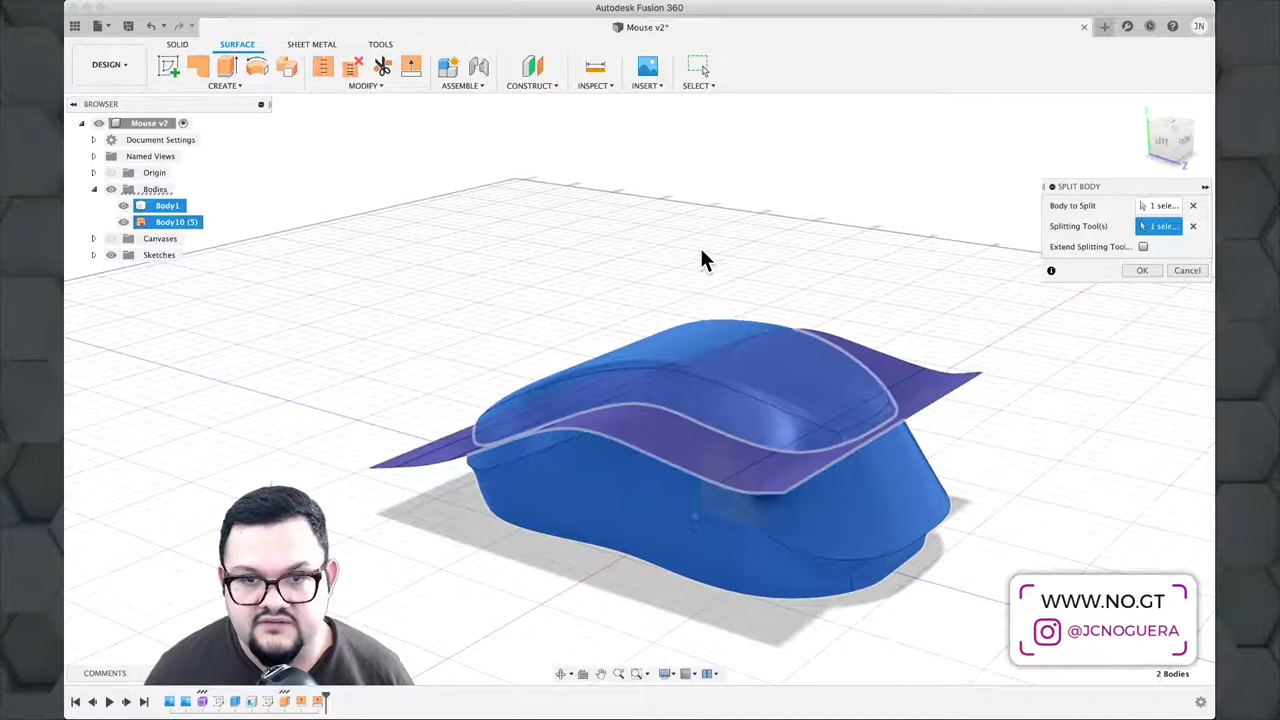 Autodesk Fusion 360
Mouse v2*
JN
DESIGN
SOLID
SURFACE
SHEET METAL
TOOLS
CREATE
MODIFY
ASSEMBLE
CONSTRUCT
INSPECT
INSERT
SELECT
BROWSER
Mouse v2
Document Settings
Named Views
Origin
Bodies
Body1
Body10 (5)
Canvases
Sketches
LEFT
Z
SPLIT BODY
Body to Split
1 sele...
Splitting Tool(s)
1 sele...
Extend Splitting Tool...
OK
Cancel
WWW.NO.GT
@JCNOGUERA
COMMENTS
2 Bodies